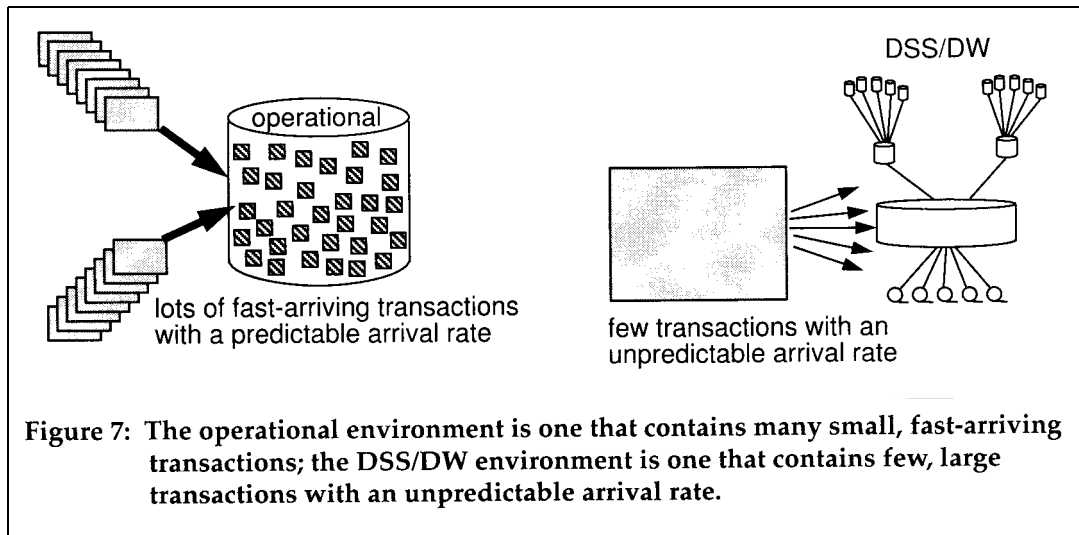 operational
lots of fast-arriving transactions
with a predictable arrival rate
DSS/DW
few transactions with an
unpredictable arrival rate
Figure 7: The operational environment is one that contains many small, fast-arriving
transactions; the DSS/DW environment is one that contains few, large
transactions with an unpredictable arrival rate.